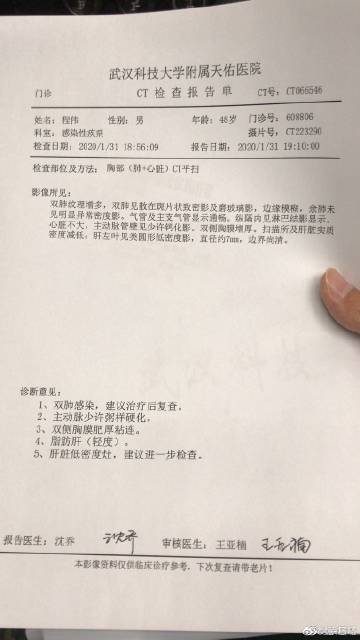 武汉科技大学附属天佑医院
门诊 CT 检查报告单 CT号：CT066546
姓名：程伟 性别：男 年龄：48岁 门诊号：608806
科室：感染性疾病 摄片号：CT223290
检查日期：2020/1/31 18:56:09 报告日期：2020/1/31 19:10:00
检查部位及方法：胸部（肺+心脏）CT平扫
影像所见：
双肺纹理增多，双肺见散在斑片状致密影及磨玻璃影，边缘模糊，余肺未
见明显异常密度影。气管及主支气管显示通畅。纵隔内见淋巴结影显示，
心脏不大，主动脉管壁见少许钙化影。双侧胸膜增厚。扫描所及肝脏实质
密度减低；肝左叶见类圆形低密度影，直径约7mm，边界尚清。
诊断意见：
1、双肺感染，建议治疗后复查。
2、主动脉少许粥样硬化。
3、双侧胸膜肥厚粘连。
4、脂肪肝（轻度）。
5、肝脏低密度灶，建议进一步检查。
报告医生：沈乔 沈乔 审核医生：王亚楠 王亚楠
本影像资料仅供临床诊疗参考，下次复查请带老片！